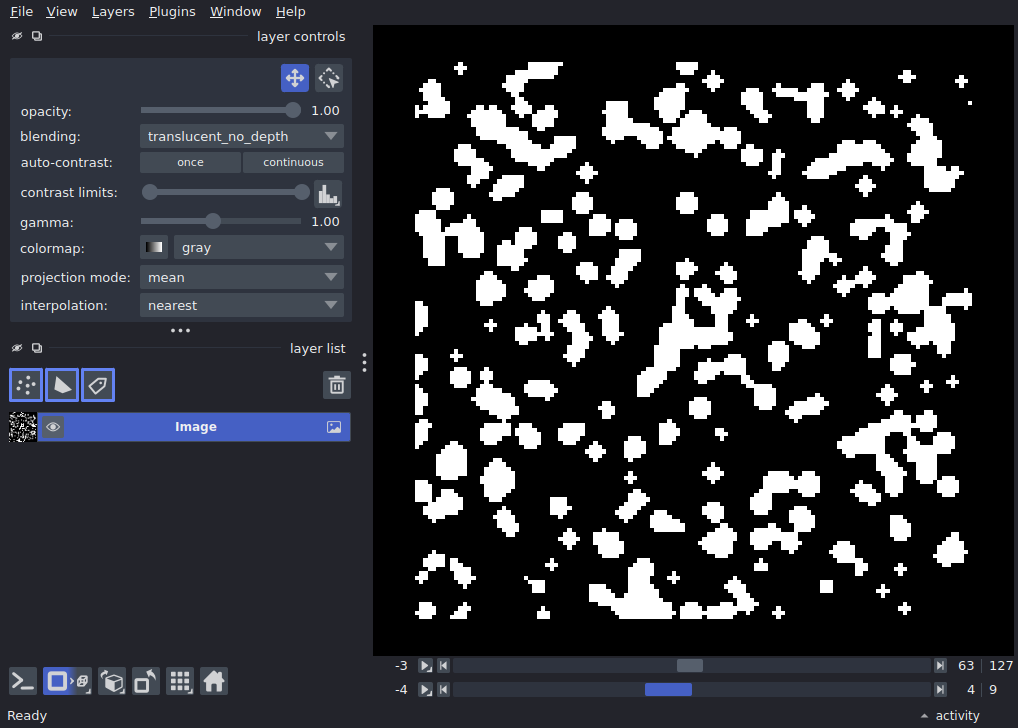 File View Layers Plugins Window Help
layer controls
opacity: 1.00
blending: translucent_no_depth
auto-contrast: once continuous
contrast limits:
gamma: 1.00
colormap: gray
projection mode: mean
interpolation: nearest
layer list
Image
-3 63 127
-4 4 9
Ready activity